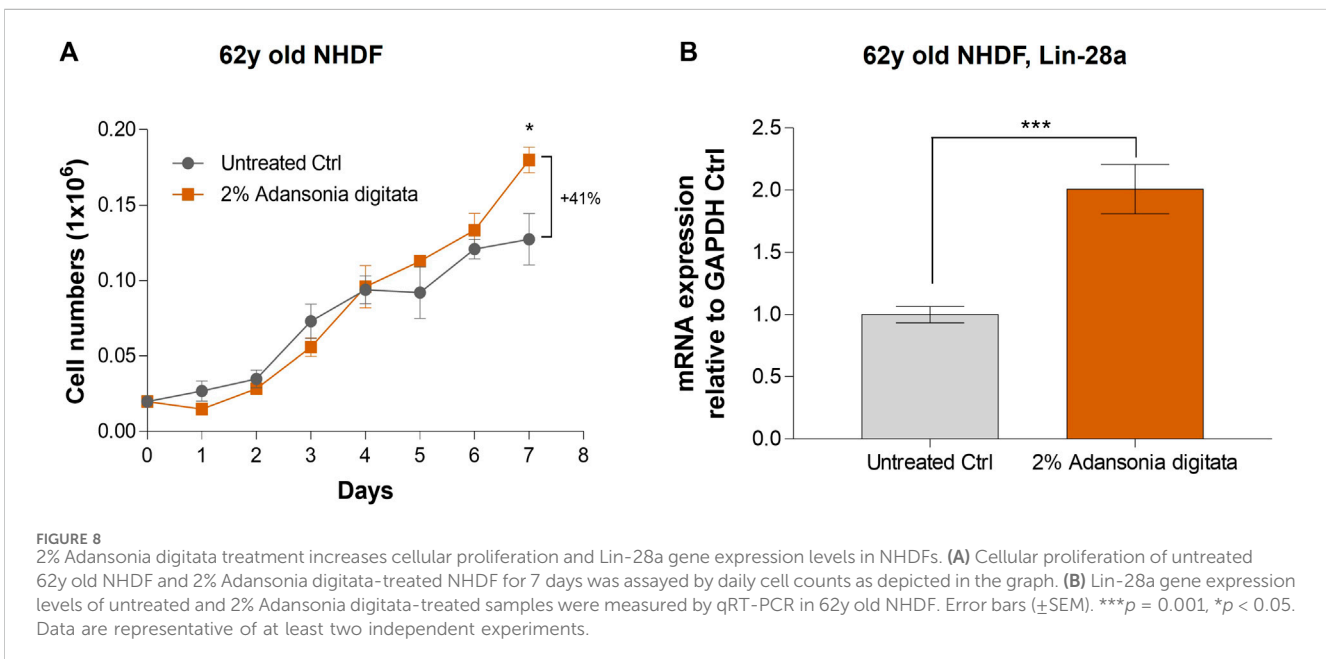 A
62y old NHDF
0.20
0.15
0.10
0.05
0.00
Cell numbers (1x10⁶)
Untreated Ctrl
2% Adansonia digitata
*
+41%
0 1 2 3 4 5 6 7 8
Days
B
62y old NHDF, Lin-28a
2.5
2.0
1.5
1.0
0.5
0.0
mRNA expression
relative to GAPDH Ctrl
***
Untreated Ctrl 2% Adansonia digitata
FIGURE 8
2% Adansonia digitata treatment increases cellular proliferation and Lin-28a gene expression levels in NHDFs. (A) Cellular proliferation of untreated
62y old NHDF and 2% Adansonia digitata-treated NHDF for 7 days was assayed by daily cell counts as depicted in the graph. (B) Lin-28a gene expression
levels of untreated and 2% Adansonia digitata-treated samples were measured by qRT-PCR in 62y old NHDF. Error bars (±SEM). ***p = 0.001, *p < 0.05.
Data are representative of at least two independent experiments.